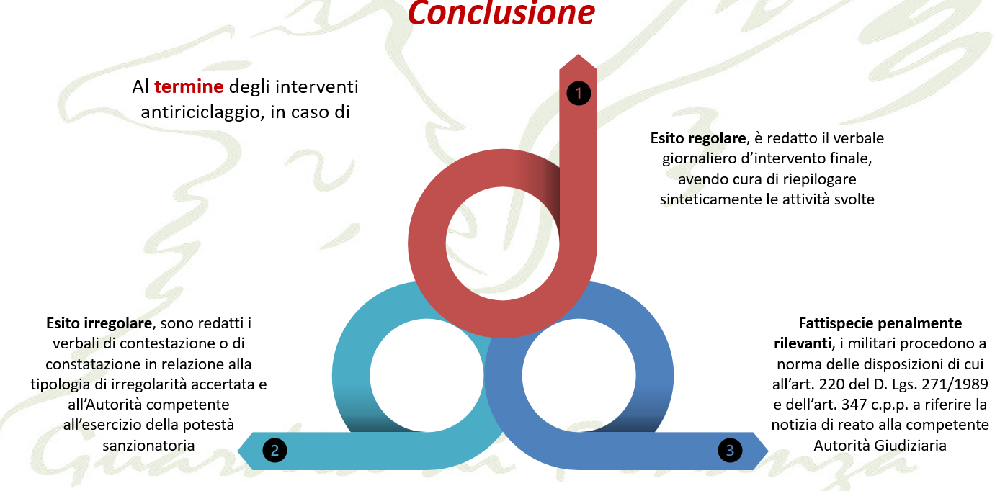 Conclusione
Al termine degli interventi
antiriciclaggio, in caso di
1
Esito regolare, è redatto il verbale
giornaliero d’intervento finale,
avendo cura di riepilogare
sinteticamente le attività svolte
Esito irregolare, sono redatti i
verbali di contestazione o di
constatazione in relazione alla
tipologia di irregolarità accertata e
all’Autorità competente
all’esercizio della potestà
sanzionatoria
2
3
Fattispecie penalmente
rilevanti, i militari procedono a
norma delle disposizioni di cui
all’art. 220 del D. Lgs. 271/1989
e dell’art. 347 c.p.p. a riferire la
notizia di reato alla competente
Autorità Giudiziaria